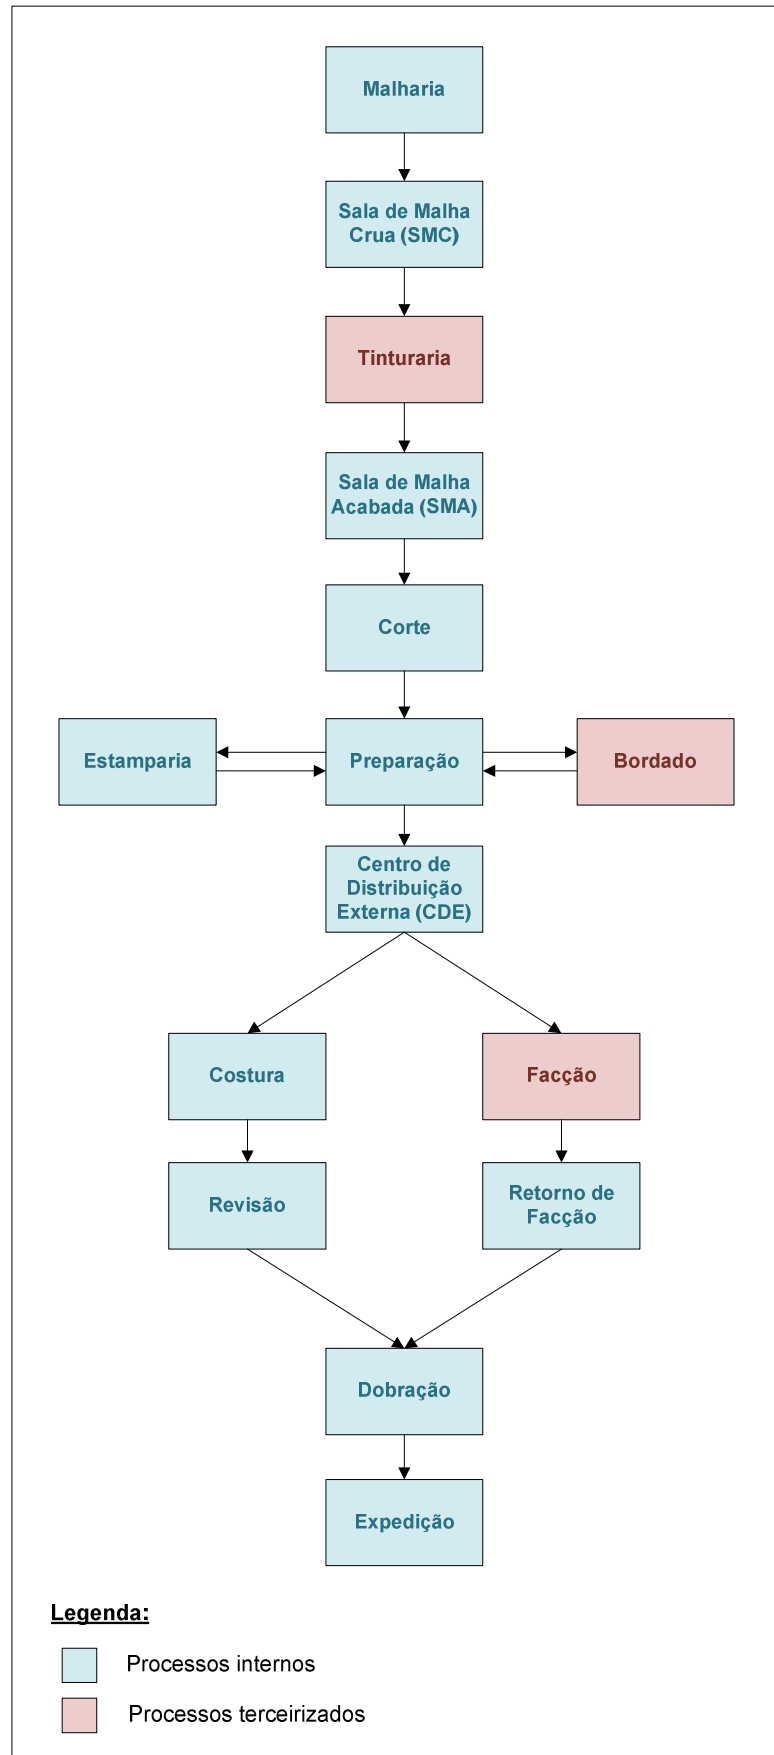 Malharia
Sala de Malha
Crua (SMC)
Tinturaria
Sala de Malha
Acabada (SMA)
Corte
Estamparia
Preparação
Bordado
Centro de
Distribuição
Externa (CDE)
Costura
Facção
Revisão
Retorno de
Facção
Dobração
Expedição
Legenda:
Processos internos
Processos terceirizados